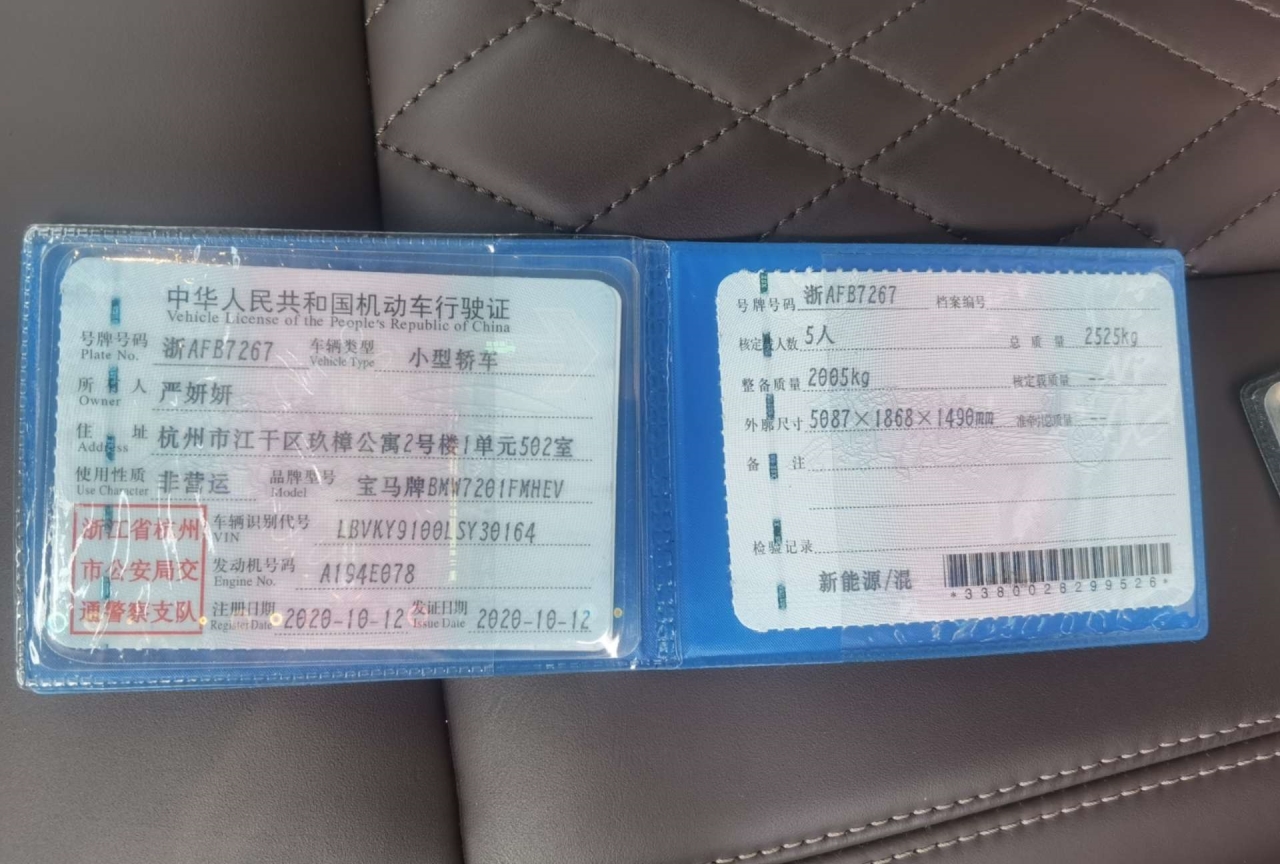 中华人民共和国机动车行驶证
Vehicle License of the People's Republic of China
号牌号码 浙AFB7267 车辆类型 小型轿车
Plate No. Vehicle Type
所有人 严妍妍
Owner
住址 杭州市江干区玖樟公寓2号楼1单元502室
Address
使用性质 非营运 品牌型号 宝马牌BMW7201FMHEV
Use Character Model
浙江省杭州市公安局交通警察支队
车辆识别代号 LBVKY9100LSY30164
VIN
发动机号码 A194E078
Engine No.
注册日期 2020-10-12 发证日期 2020-10-12
Register Date Issue Date
号牌号码 浙AFB7267 档案编号
核定载人数 5人 总质量 2525kg
整备质量 2005kg 核定载质量 --
外廓尺寸 5087×1868×1490mm 准牵引总质量 --
备注
检验记录
新能源/混
*3380026299526*